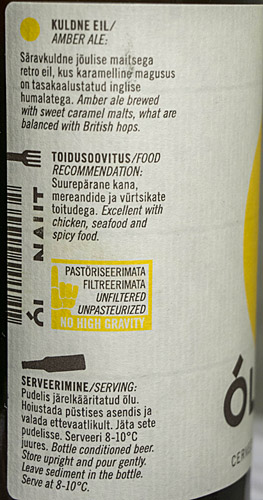 KULDNE EIL/
AMBER ALE:
Säravkuldne jõulise maitsega
retro eil, kus karamelline magusus
on tasakaalustatud inglise
humalatega. Amber ale brewed
with sweet caramel malts, what are
balanced with British hops.
TOIDUSOOVITUS/FOOD
RECOMMENDATION:
Suurepärane kana,
mereandide ja vürtsikate
toitudega. Excellent with
chicken, seafood and
spicy food.
PASTÖRISEERIMATA
FILTREERIMATA
UNFILTERED
UNPASTEURIZED
NO HIGH GRAVITY
SERVEERIMINE/SERVING:
Pudelis järelkääritatud õlu.
Hoiustada püstises asendis ja
valada ettevaatlikult. Jäta sete
pudelisse. Serveeri 8-10°C
juures. Bottle conditioned beer.
Store upright and pour gently.
Leave sediment in the bottle.
Serve at 8-10°C.